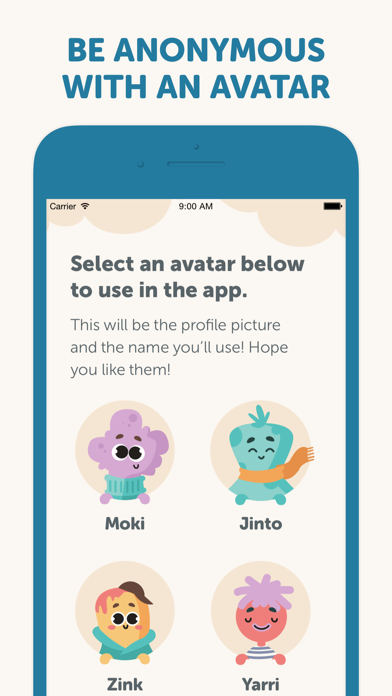 BE ANONYMOUS
WITH AN AVATAR
Carrier
9:00 AM
Select an avatar below
to use in the app.
This will be the profile picture
and the name you'll use! Hope
you like them!
Moki
Jinto
Zink
Yarri